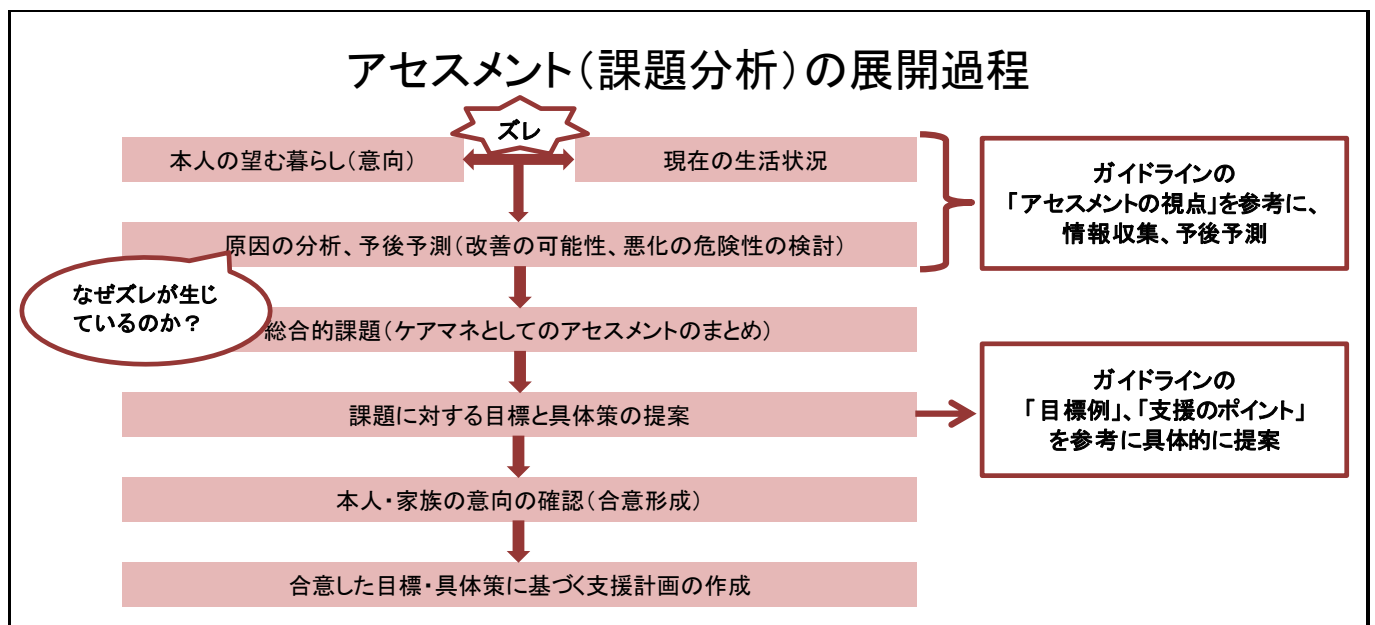 アセスメント(課題分析)の展開過程
ズレ
本人の望む暮らし(意向)
現在の生活状況
ガイドラインの
「アセスメントの視点」を参考に、
情報収集、予後予測
原因の分析、予後予測(改善の可能性、悪化の危険性の検討)
なぜズレが生じ
ているのか?
総合的課題(ケアマネとしてのアセスメントのまとめ)
課題に対する目標と具体策の提案
ガイドラインの
「目標例」、「支援のポイント」
を参考に具体的に提案
本人・家族の意向の確認(合意形成)
合意した目標・具体策に基づく支援計画の作成